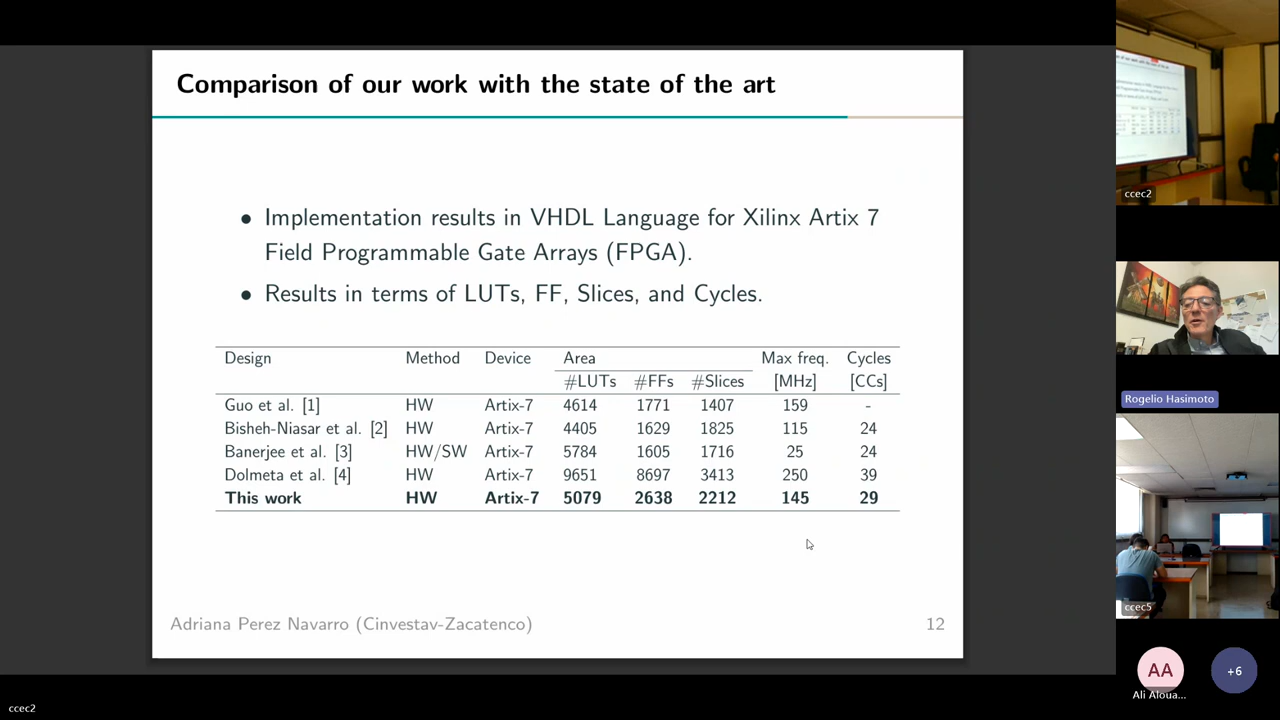 Comparison of our work with the state of the art
• Implementation results in VHDL Language for Xilinx Artix 7
Field Programmable Gate Arrays (FPGA).
• Results in terms of LUTs, FF, Slices, and Cycles.
Design Method Device Area Max freq. Cycles
#LUTs #FFs #Slices [MHz] [CCs]
Guo et al. [1] HW Artix-7 4614 1771 1407 159 -
Bisheh-Niasar et al. [2] HW Artix-7 4405 1629 1825 115 24
Banerjee et al. [3] HW/SW Artix-7 5784 1605 1716 25 24
Dolmeta et al. [4] HW Artix-7 9651 8697 3413 250 39
This work HW Artix-7 5079 2638 2212 145 29
Adriana Perez Navarro (Cinvestav-Zacatenco) 12
ccec2
ccec2
Rogelio Hasimoto
ccec5
AA
+6
Ali Aloua...